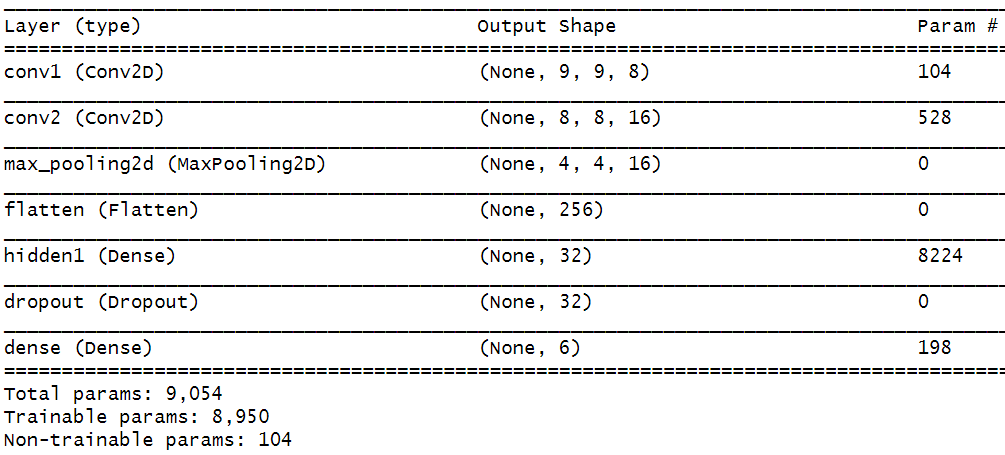 Layer (type) Output Shape Param #
conv1 (Conv2D) (None, 9, 9, 8) 104
conv2 (Conv2D) (None, 8, 8, 16) 528
max_pooling2d (MaxPooling2D) (None, 4, 4, 16) 0
flatten (Flatten) (None, 256) 0
hidden1 (Dense) (None, 32) 8224
dropout (Dropout) (None, 32) 0
dense (Dense) (None, 6) 198
Total params: 9,054
Trainable params: 8,950
Non-trainable params: 104